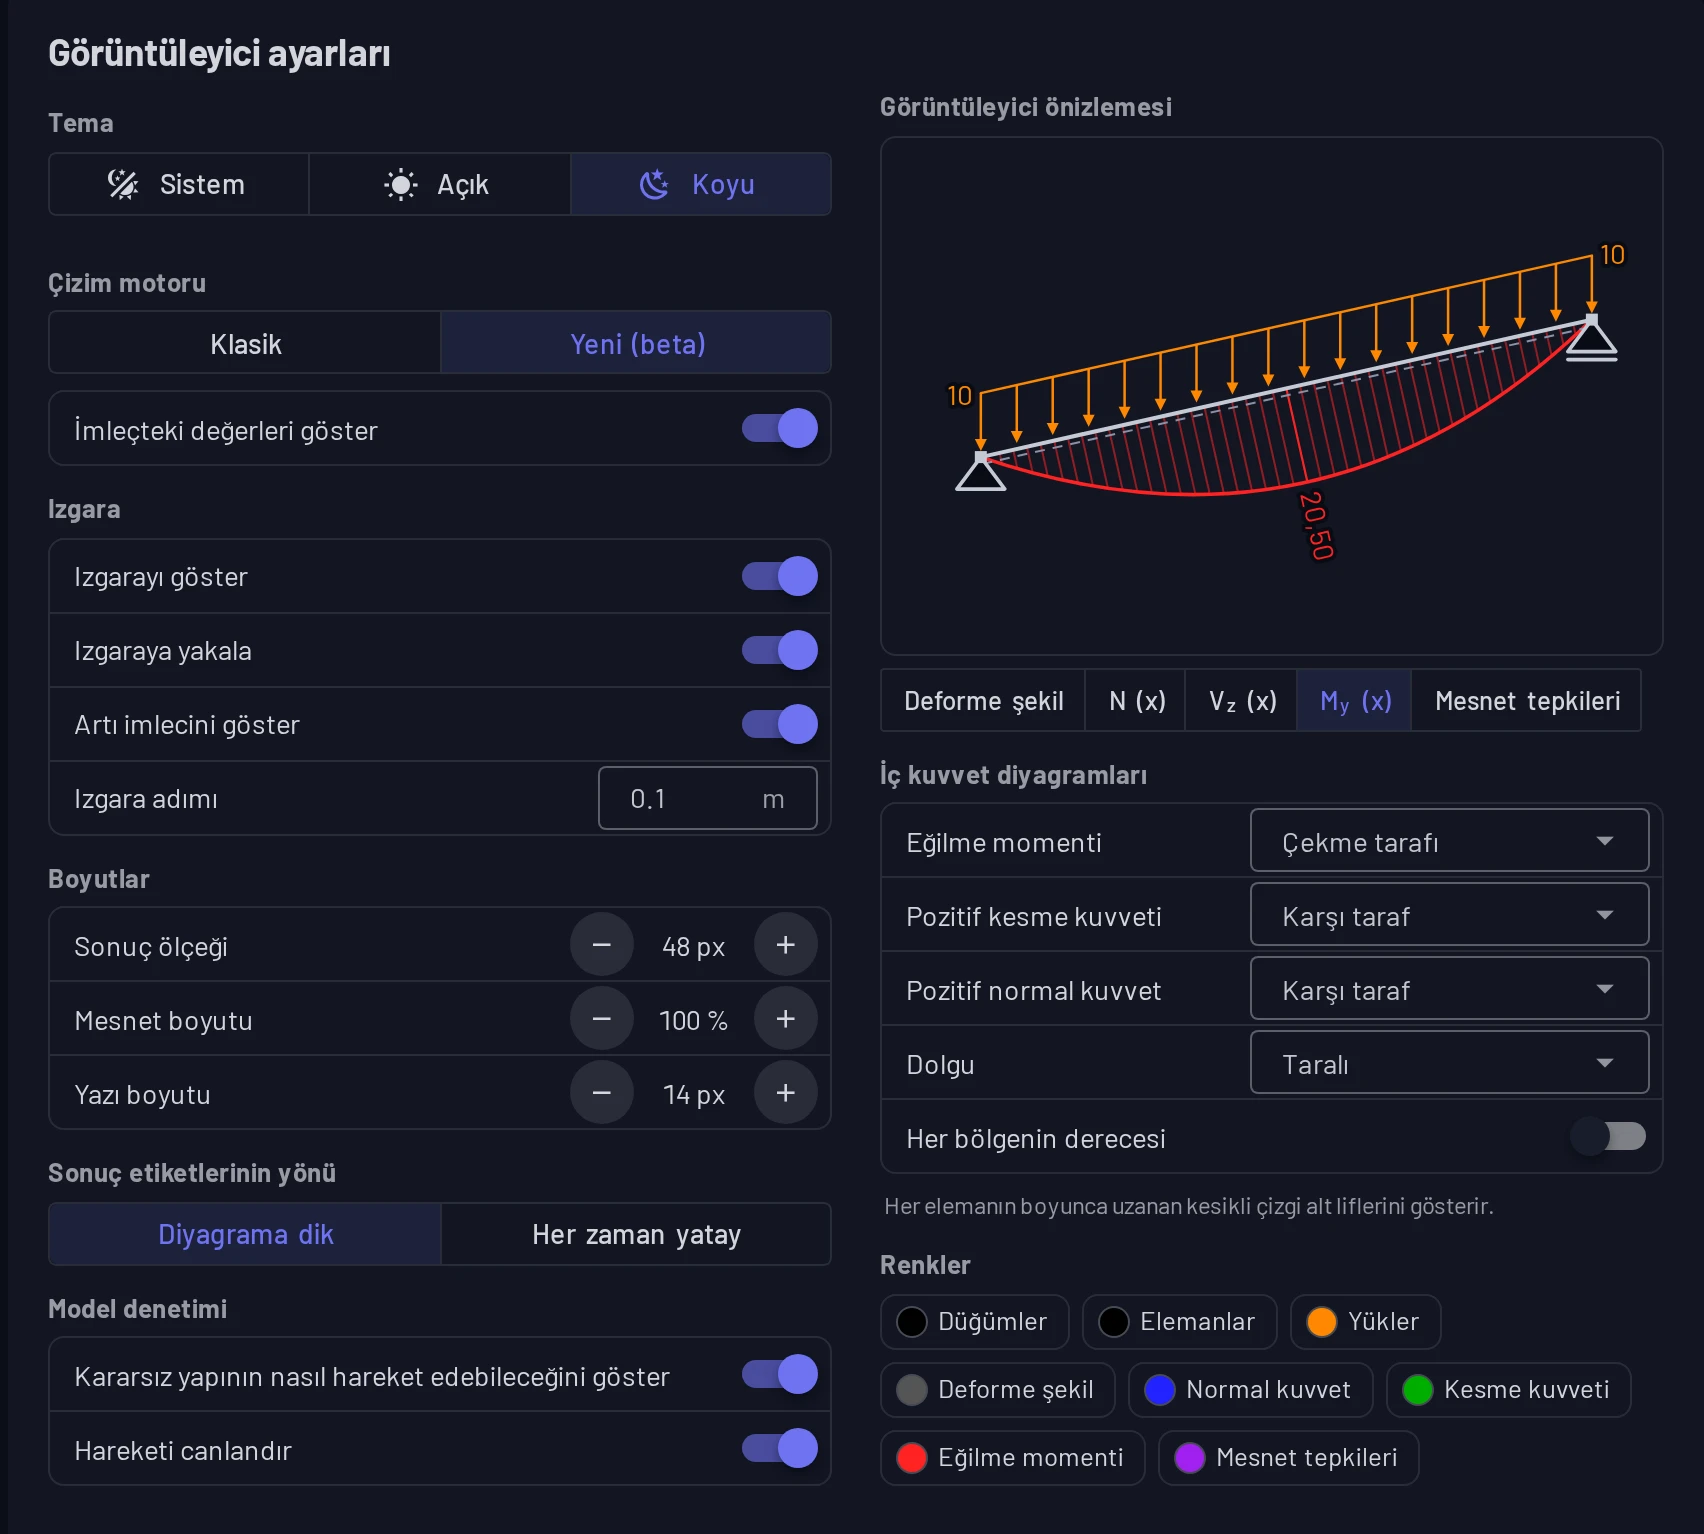 Görüntüleyici ayarları
Tema
Sistem
Açık
Koyu
Çizim motoru
Klasik
Yeni (beta)
İmleçteki değerleri göster
Izgara
Izgarayı göster
Izgaraya yakala
Artı imlecini göster
Izgara adımı
0.1 m
Boyutlar
Sonuç ölçeği
− 48 px +
Mesnet boyutu
− 100 % +
Yazı boyutu
− 14 px +
Sonuç etiketlerinin yönü
Diyagrama dik
Her zaman yatay
Model denetimi
Kararsız yapının nasıl hareket edebileceğini göster
Hareketi canlandır
Görüntüleyici önizlemesi
10
10
20,50
Deforme şekil
N (x)
Vz (x)
My (x)
Mesnet tepkileri
İç kuvvet diyagramları
Eğilme momenti
Çekme tarafı
Pozitif kesme kuvveti
Karşı taraf
Pozitif normal kuvvet
Karşı taraf
Dolgu
Taralı
Her bölgenin derecesi
Her elemanın boyunca uzanan kesikli çizgi alt liflerini gösterir.
Renkler
Düğümler
Elemanlar
Yükler
Deforme şekil
Normal kuvvet
Kesme kuvveti
Eğilme momenti
Mesnet tepkileri